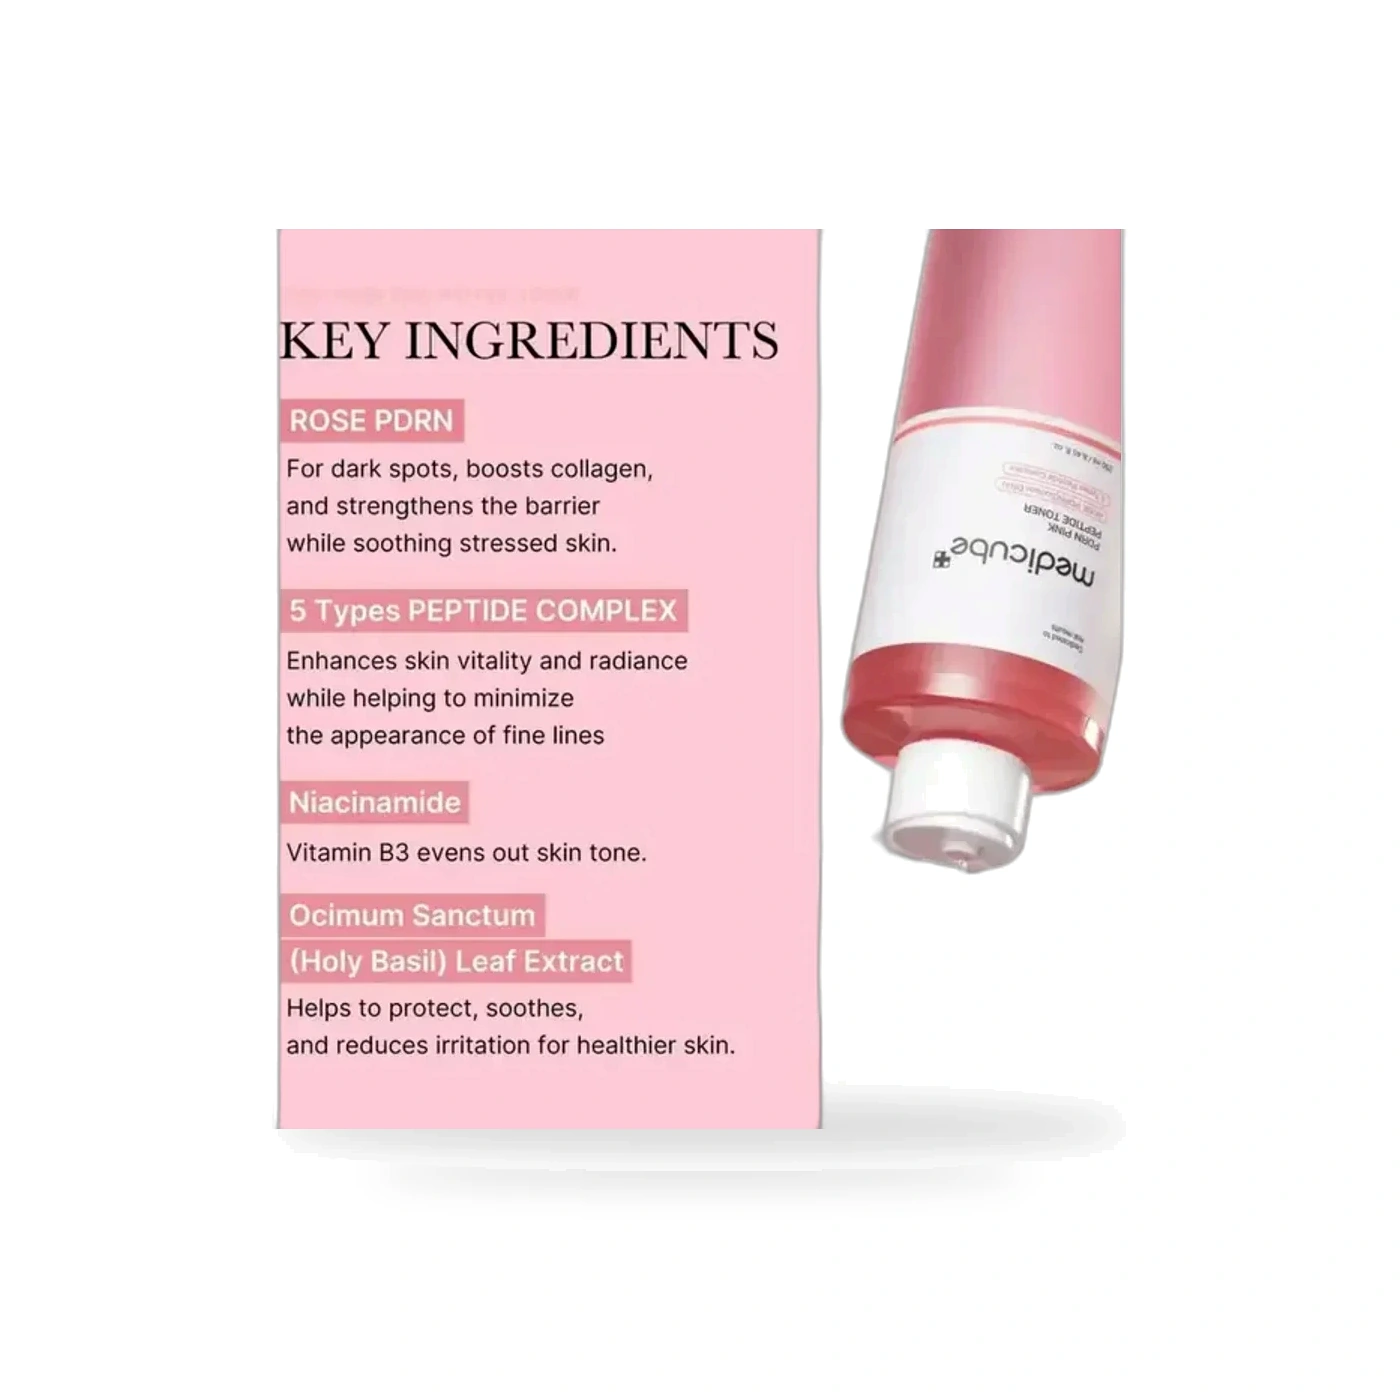 KEY INGREDIENTS
ROSE PDRN
For dark spots, boosts collagen,
and strengthens the barrier
while soothing stressed skin.
5 Types PEPTIDE COMPLEX
Enhances skin vitality and radiance
while helping to minimize
the appearance of fine lines
Niacinamide
Vitamin B3 evens out skin tone.
Ocimum Sanctum
(Holy Basil) Leaf Extract
Helps to protect, soothes,
and reduces irritation for healthier skin.
Dedicated to
medicube
PDRN PINK
PEPTIDE TONER